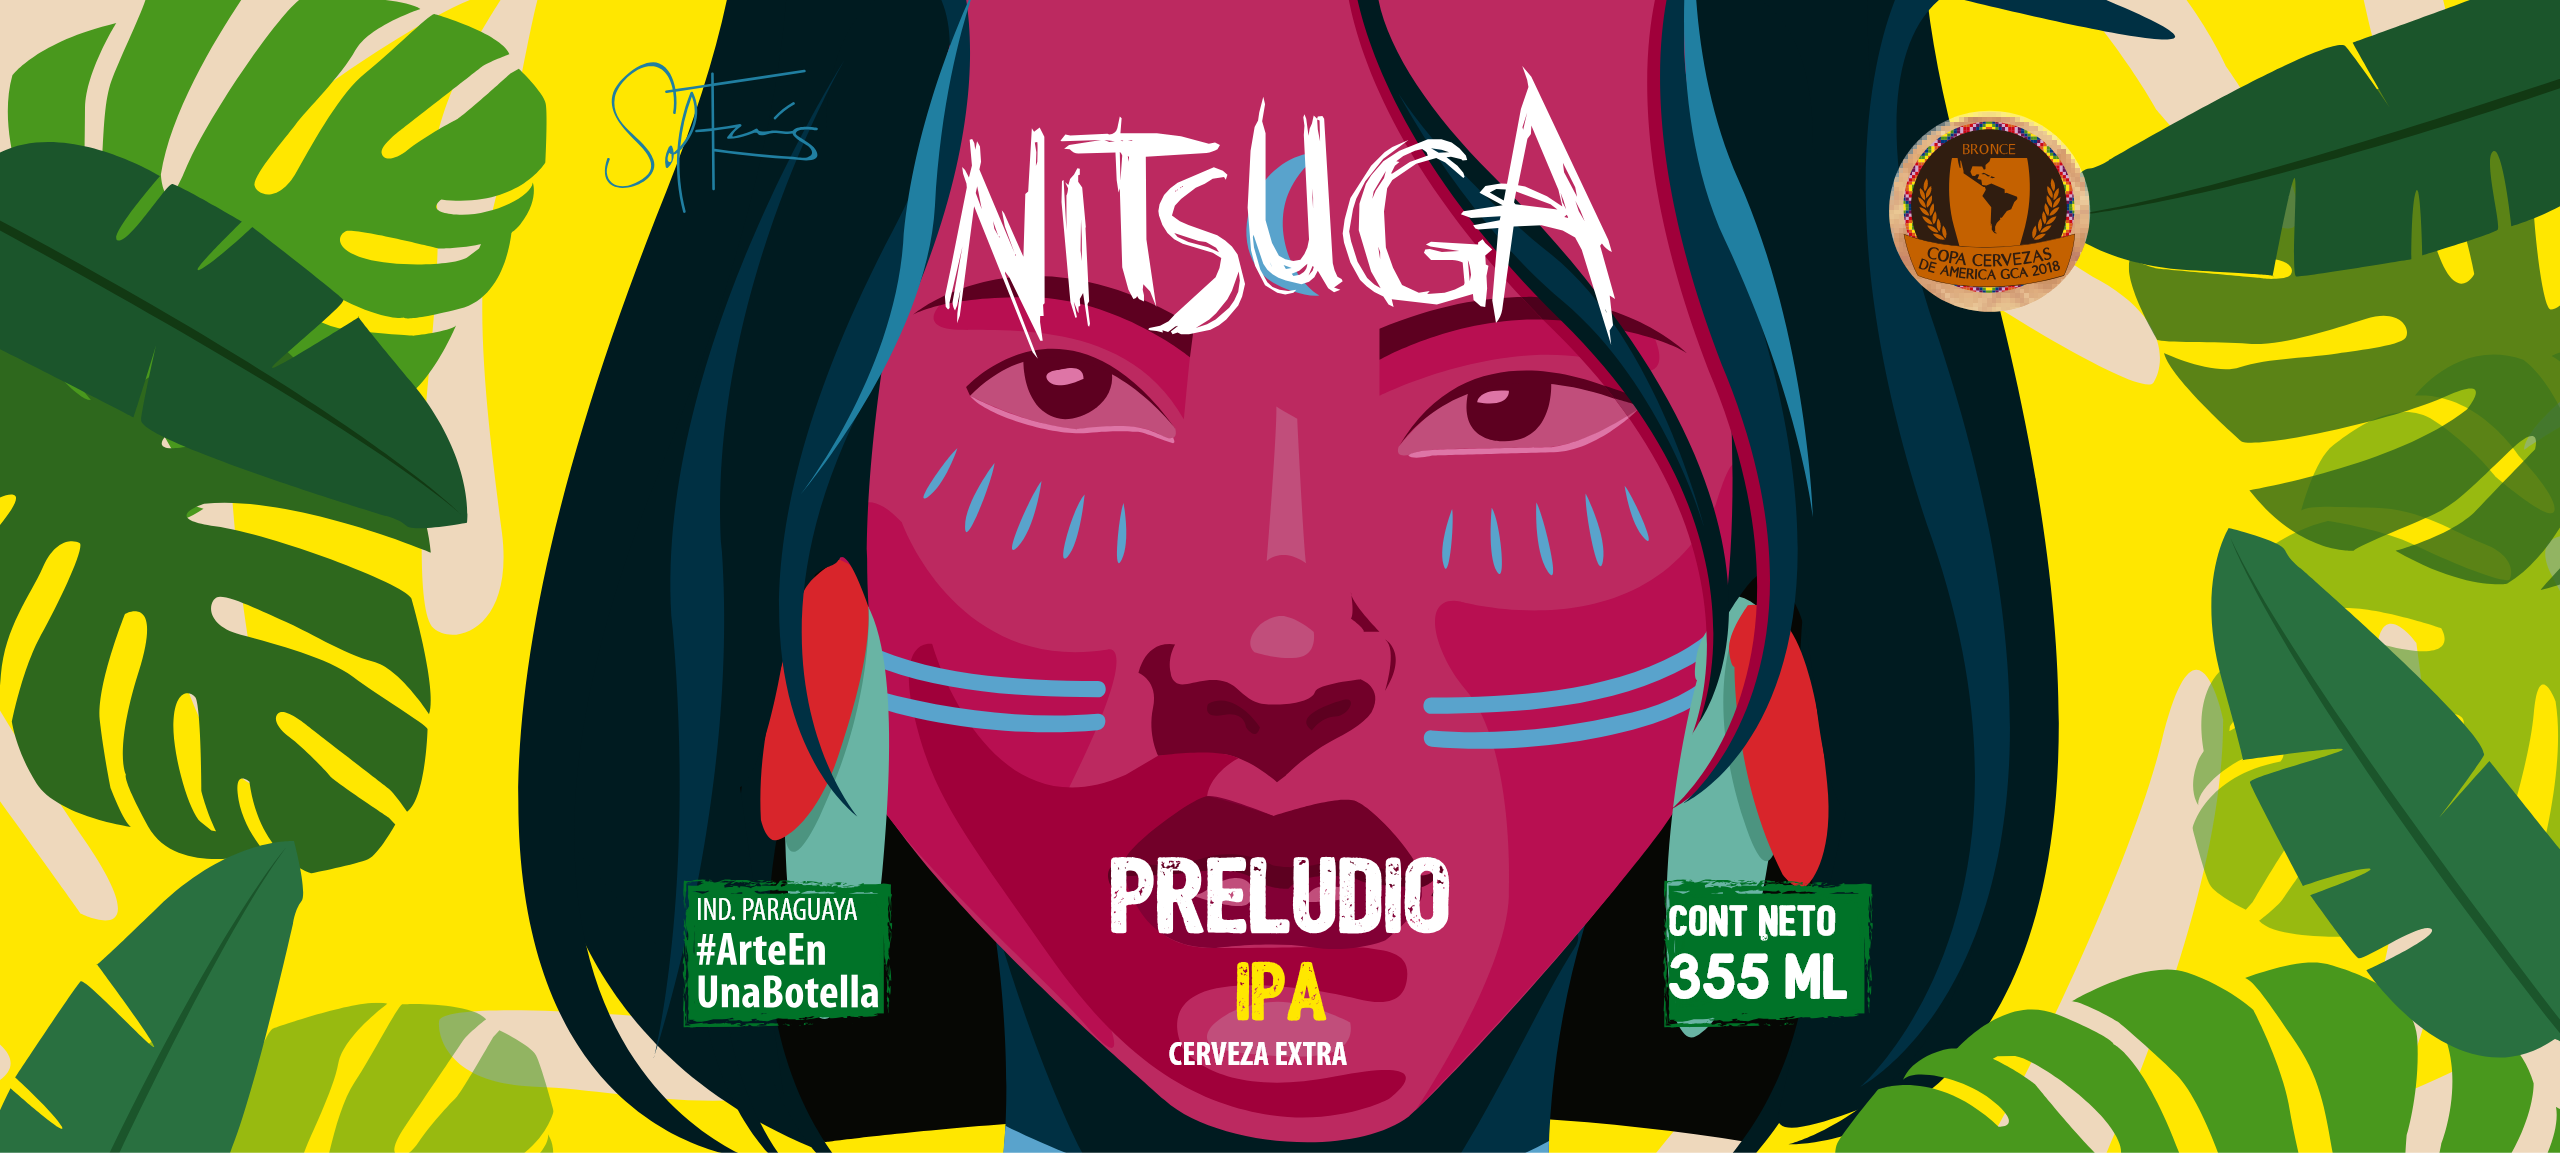 NITSUGA
BRONCE
COPA CERVEZAS
DE AMERICA GCA 2018
PRELUDIO
IPA
CERVEZA EXTRA
IND. PARAGUAYA
#ArteEn
UnaBotella
CONT NETO
355 ML